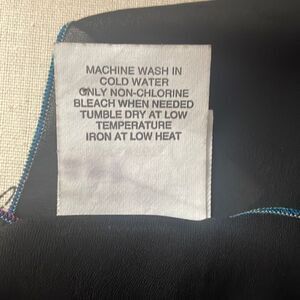 MACHINE WASH IN
COLD WATER
ONLY NON-CHLORINE
BLEACH WHEN NEEDED
TUMBLE DRY AT LOW
TEMPERATURE
IRON AT LOW HEAT